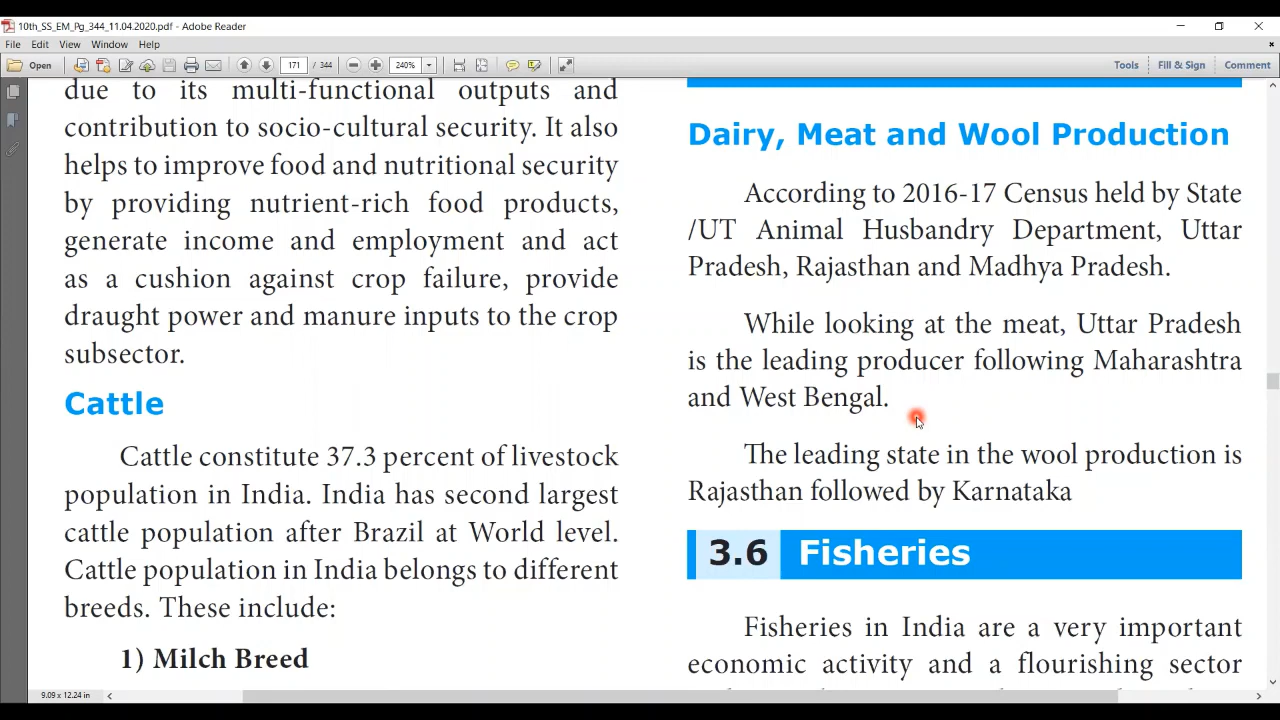 10th_SS_EM_Pg_344_11.04.2020.pdf - Adobe Reader
File Edit View Window Help
Open 171 / 344 240% Tools Fill & Sign Comment
due to its multi-functional outputs and
contribution to socio-cultural security. It also
helps to improve food and nutritional security
by providing nutrient-rich food products,
generate income and employment and act
as a cushion against crop failure, provide
draught power and manure inputs to the crop
subsector.
Cattle
Cattle constitute 37.3 percent of livestock
population in India. India has second largest
cattle population after Brazil at World level.
Cattle population in India belongs to different
breeds. These include:
1) Milch Breed
Dairy, Meat and Wool Production
According to 2016-17 Census held by State
/UT Animal Husbandry Department, Uttar
Pradesh, Rajasthan and Madhya Pradesh.
While looking at the meat, Uttar Pradesh
is the leading producer following Maharashtra
and West Bengal.
The leading state in the wool production is
Rajasthan followed by Karnataka
3.6 Fisheries
Fisheries in India are a very important
economic activity and a flourishing sector
9.09 x 12.24 in